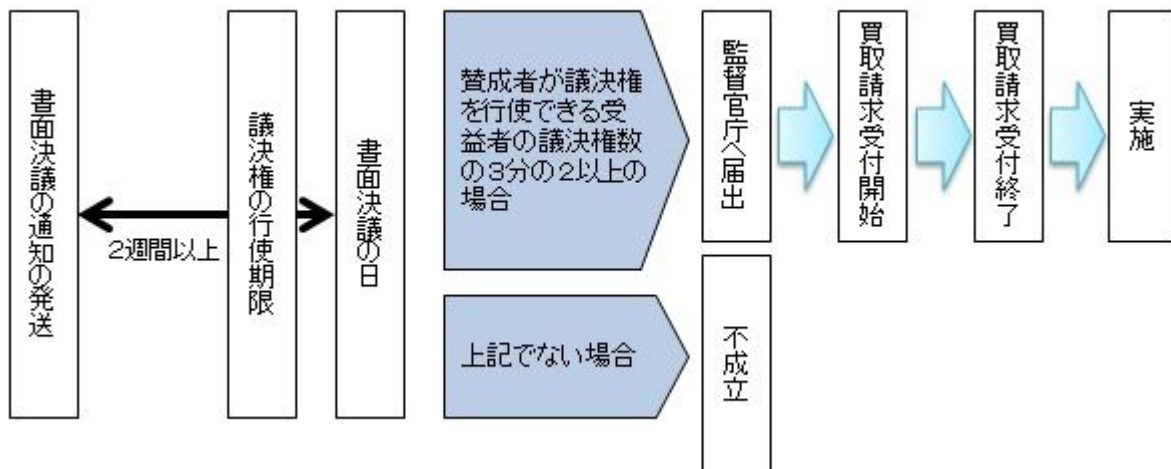 書面決議の通知の発送
2週間以上
議決権の行使期限
書面決議の日
賛成者が議決権
を行使できる受
益者の議決権数
の3分の2以上の
場合
上記でない場合
監督官庁へ届出
不成立
買取請求受付開始
買取請求受付終了
実施